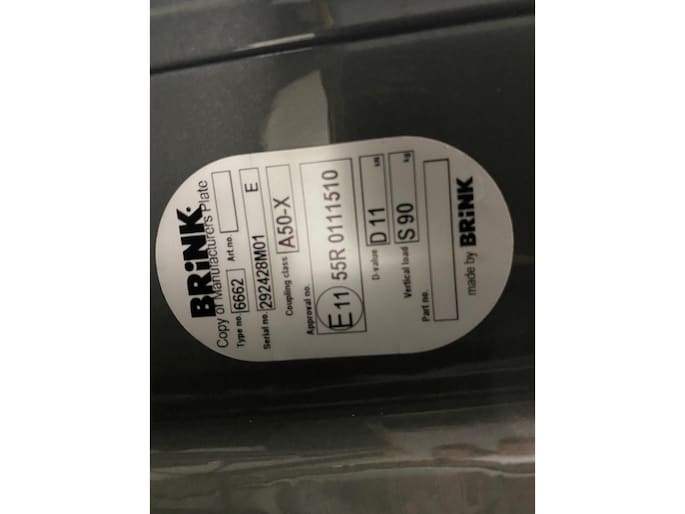 BRiNK.
Copy of Manufacturers Plate
Type no. 6662 Art.no.
Serial no. 292428M01 E
Coupling class A50-X
Approval no.
E11 55R 0111510
D-value D 11 kN
Vertical load S 90 kg
Part no.
made by BRiNK